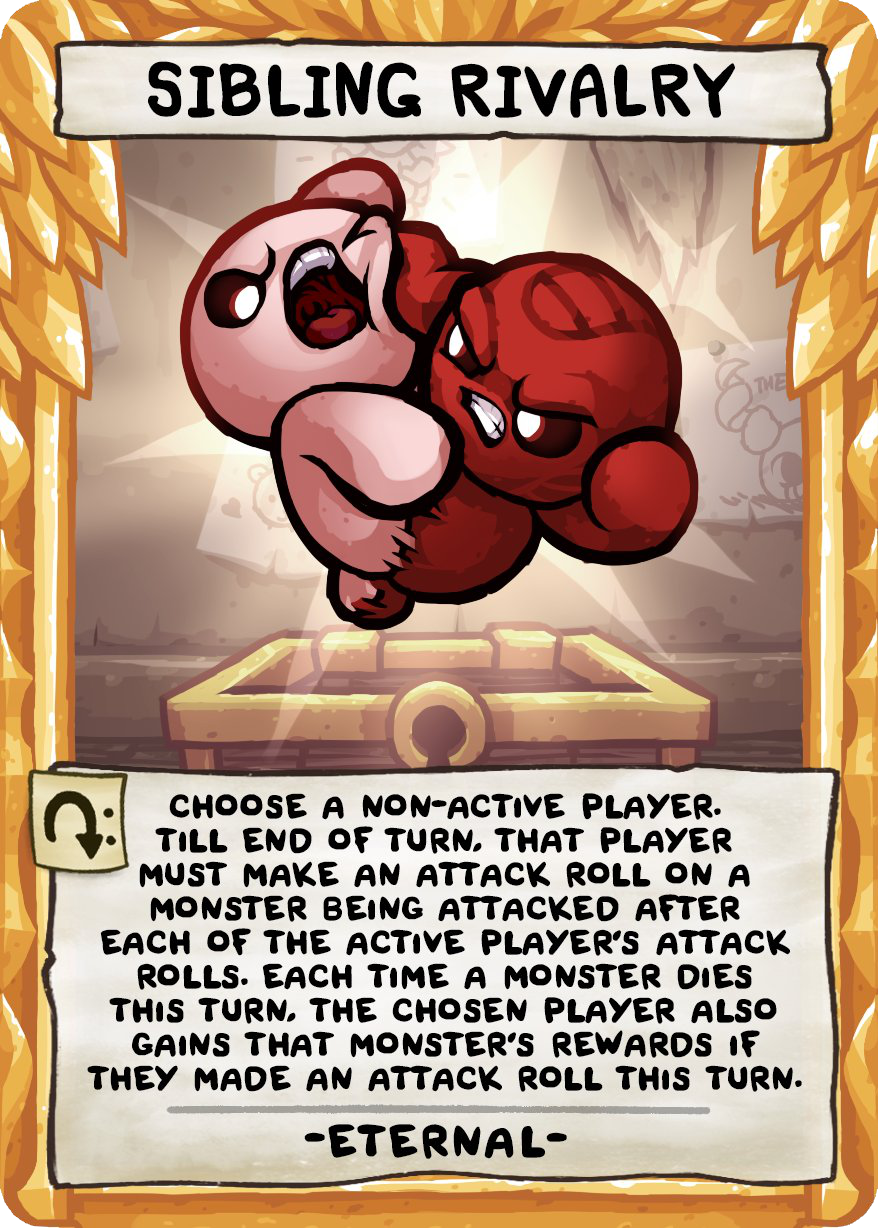 SIBLING RIVALRY
THE
CHOOSE A NON-ACTIVE PLAYER.
TILL END OF TURN, THAT PLAYER
MUST MAKE AN ATTACK ROLL ON A
MONSTER BEING ATTACKED AFTER
EACH OF THE ACTIVE PLAYER'S ATTACK
ROLLS. EACH TIME A MONSTER DIES
THIS TURN, THE CHOSEN PLAYER ALSO
GAINS THAT MONSTER'S REWARDS IF
THEY MADE AN ATTACK ROLL THIS TURN.
-ETERNAL-